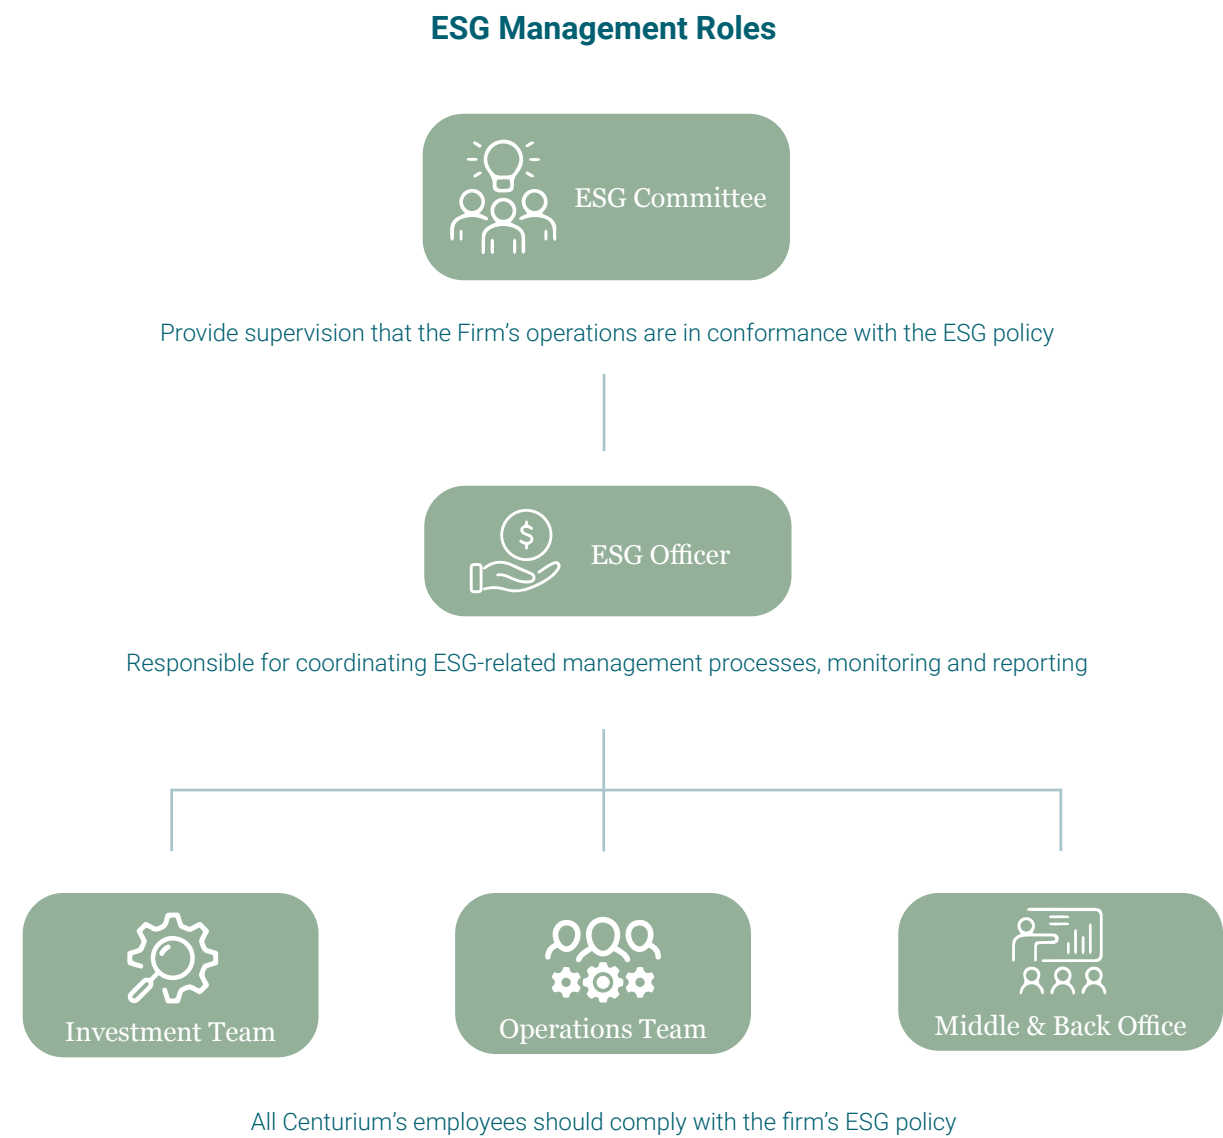 ESG Management Roles
ESG Committee
Provide supervision that the Firm’s operations are in conformance with the ESG policy
$
ESG Officer
Responsible for coordinating ESG-related management processes, monitoring and reporting
Investment Team
Operations Team
Middle & Back Office
All Centurium’s employees should comply with the firm’s ESG policy